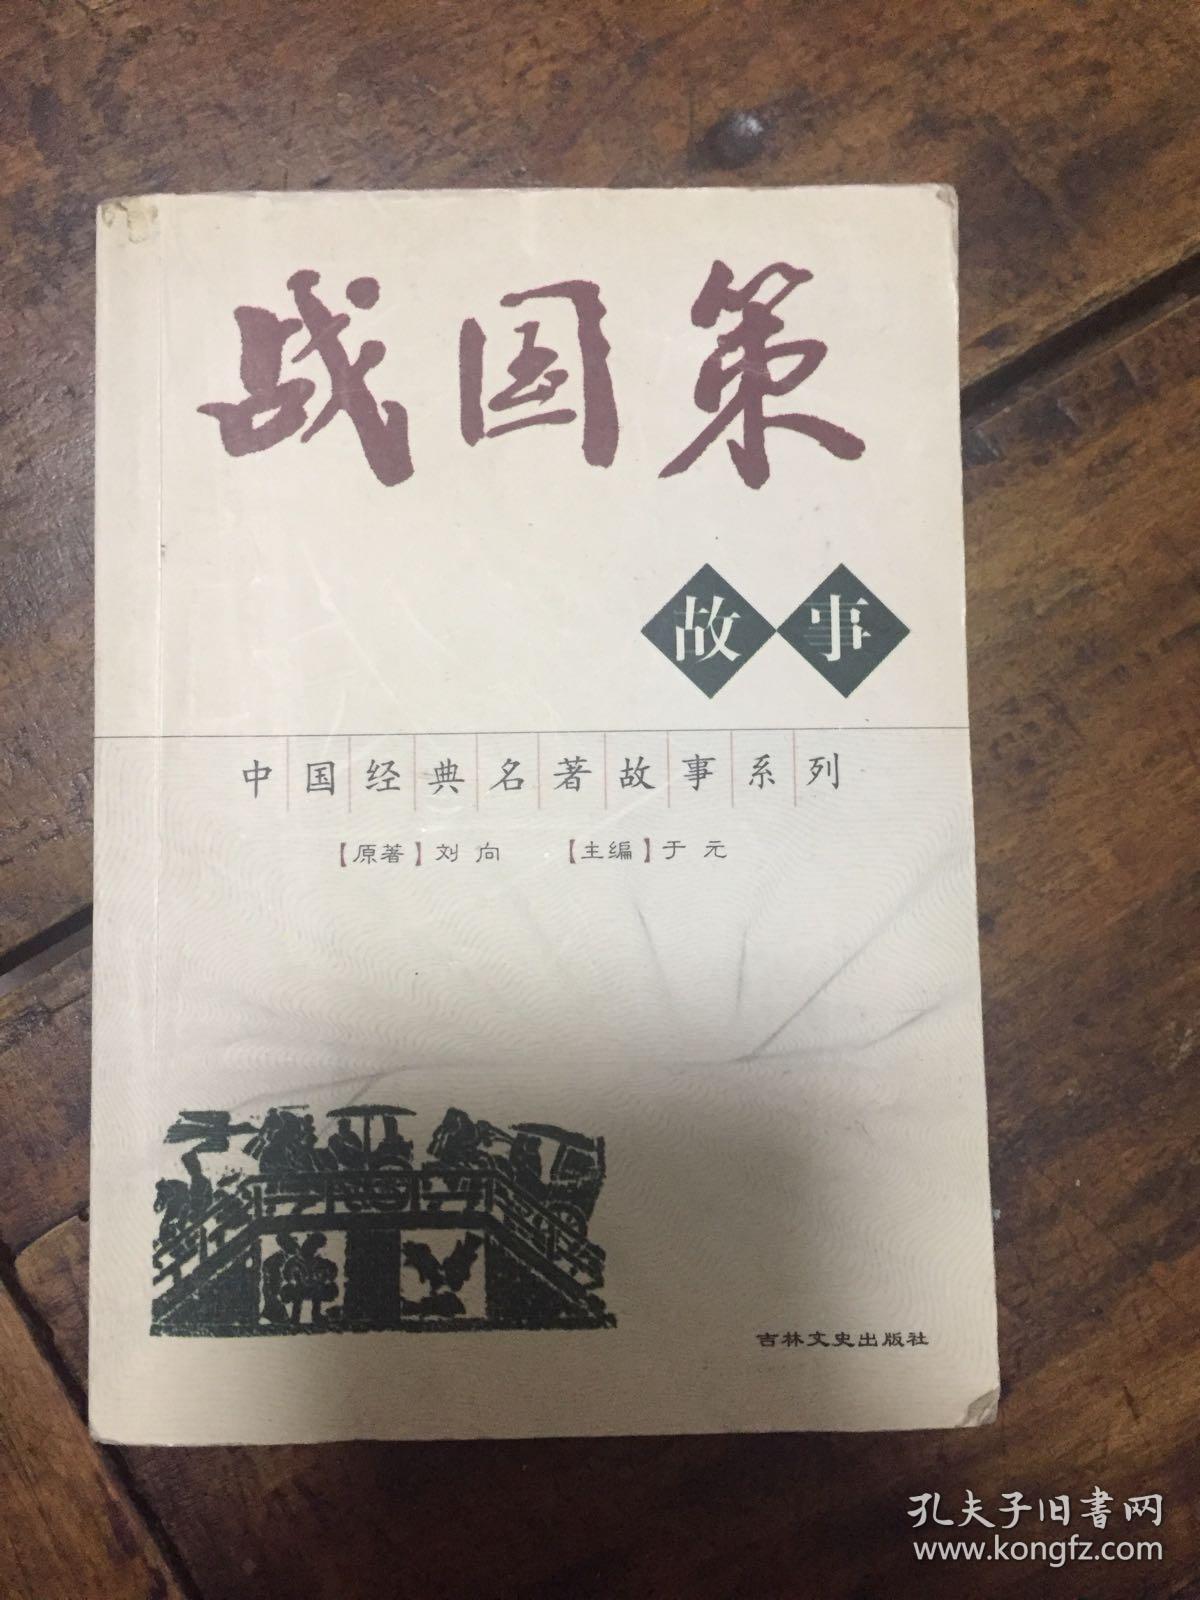 战国策
故事
中国经典名著故事系列
【原著】刘向 【主编】于元
吉林文史出版社
孔夫子旧書网
www.kongfz.com